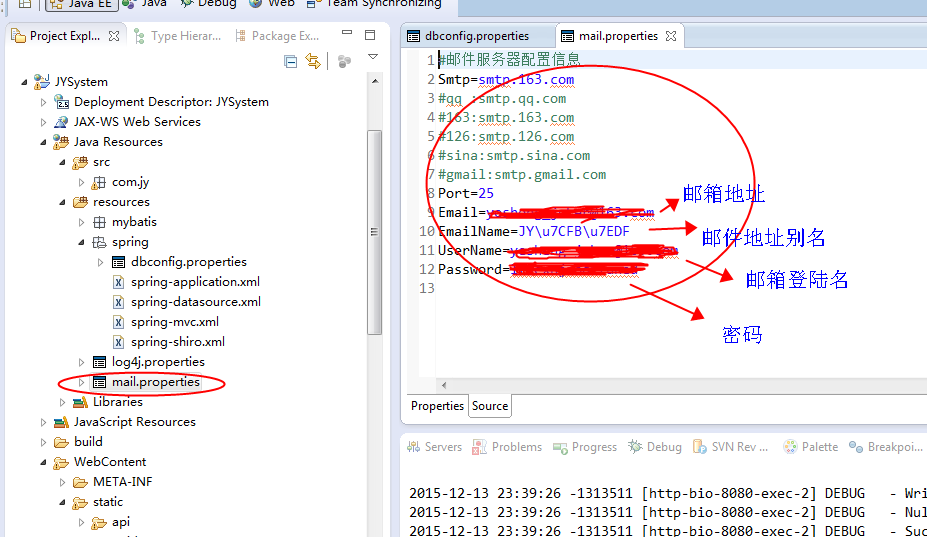 Java EE Java Debug Web Team Synchronizing
Project Expl... Type Hierar... Package Ex...
JYSystem
Deployment Descriptor: JYSystem
JAX-WS Web Services
Java Resources
src
com.jy
resources
mybatis
spring
dbconfig.properties
spring-application.xml
spring-datasource.xml
spring-mvc.xml
spring-shiro.xml
log4j.properties
mail.properties
Libraries
JavaScript Resources
build
WebContent
META-INF
static
api
dbconfig.properties mail.properties
1 #邮件服务器配置信息
2 Smtp=smtp.163.com
3 #qq :smtp.qq.com
4 #163:smtp.163.com
5 #126:smtp.126.com
6 #sina:smtp.sina.com
7 #gmail:smtp.gmail.com
8 Port=25
9 Email= 163.com
邮箱地址
10 EmailName=JY\u7CFB\u7EDF
邮件地址别名
11 UserName=
邮箱登陆名
12 Password=
密码
13
Properties Source
Servers Problems Progress Debug SVN Rev ... Palette Breakpoi...
2015-12-13 23:39:26 -1313511 [http-bio-8080-exec-2] DEBUG - Wri
2015-12-13 23:39:26 -1313511 [http-bio-8080-exec-2] DEBUG - Nul
2015-12-13 23:39:26 -1313511 [http-bio-8080-exec-2] DEBUG - Suc